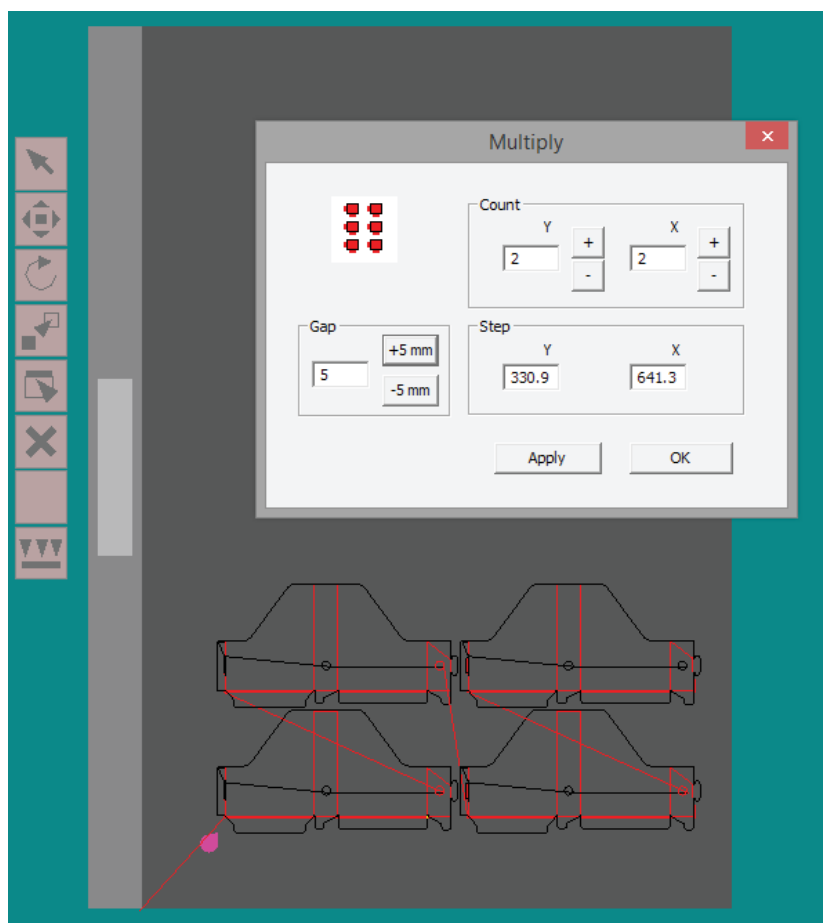 Multiply
Count
Y X
2 + - 2 + -
Gap
5 +5 mm -5 mm
Step
Y X
330.9 641.3
Apply OK